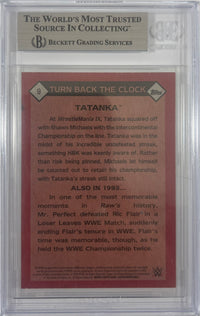 THE WORLD'S MOST TRUSTED
SOURCE IN COLLECTING™
BECKETT GRADING SERVICES
9
TURN BACK THE CLOCK
Topps
TATANKA®
At WrestleMania IX, Tatanka squared off
with Shawn Michaels with the Intercontinental
Championship on the line. Tatanka was in the
midst of his incredible undefeated streak,
something HBK was keenly aware of. Rather
than risk being pinned, Michaels let himself
be counted out to retain his championship,
with Tatanka's streak still intact.
ALSO IN 1993...
In one of the most memorable
moments in Raw's history,
Mr. Perfect defeated Ric Flair in a
Loser Leaves WWE Match, suddenly
ending Flair's tenure in WWE. Flair's
time was memorable, though, as he
held the WWE Championship twice.